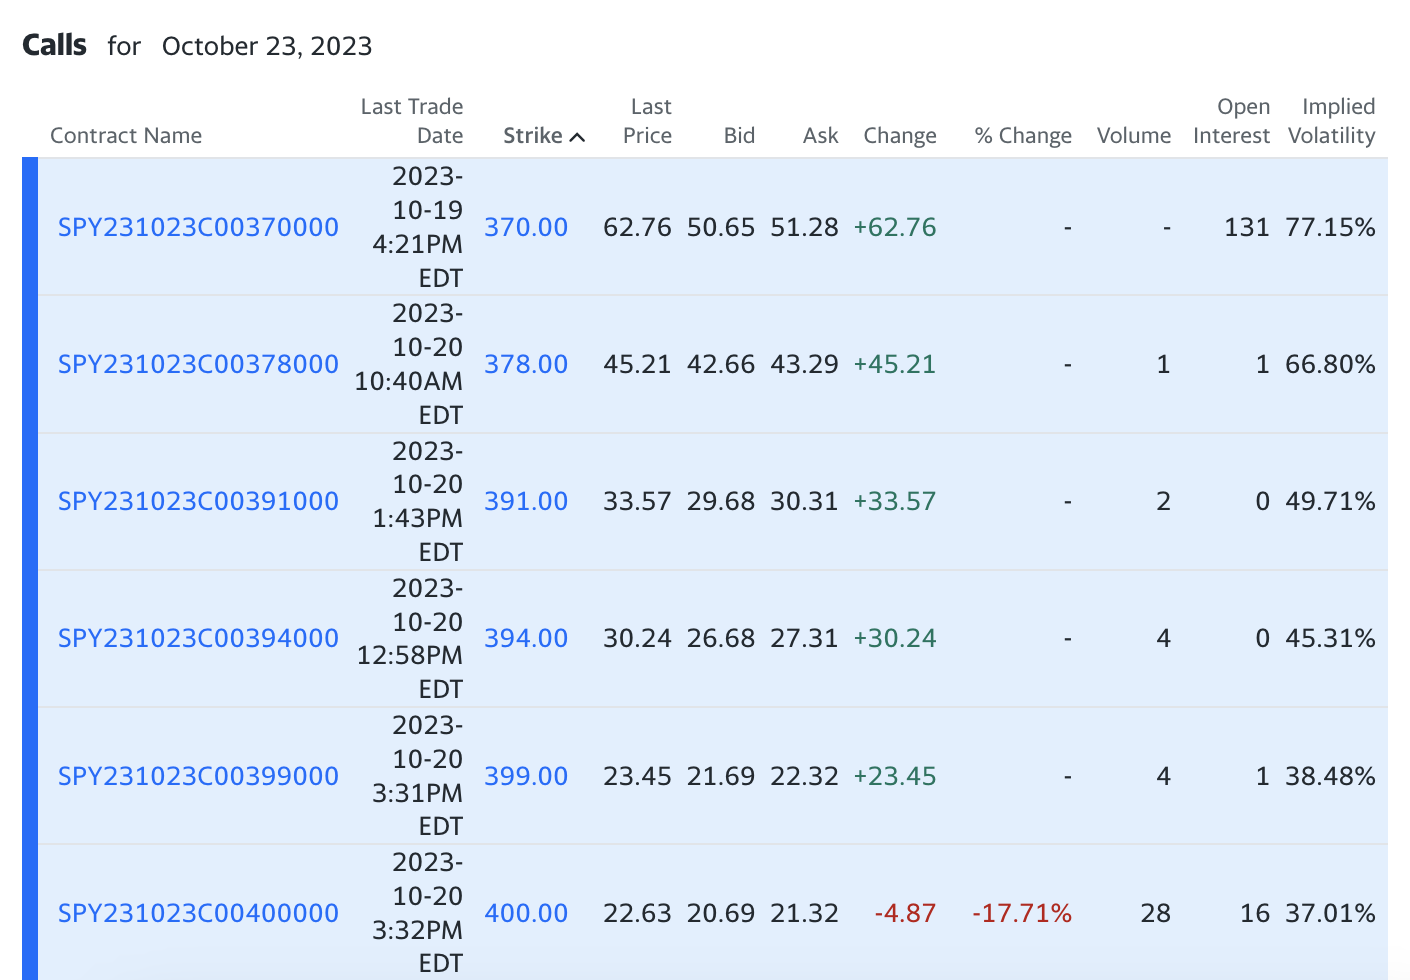 Calls for October 23, 2023
Contract Name Last Trade Date Strike Last Price Bid Ask Change % Change Volume Open Interest Implied Volatility
SPY231023C00370000 2023-10-19 4:21PM EDT 370.00 62.76 50.65 51.28 +62.76 - - 131 77.15%
SPY231023C00378000 2023-10-20 10:40AM EDT 378.00 45.21 42.66 43.29 +45.21 - 1 1 66.80%
SPY231023C00391000 2023-10-20 1:43PM EDT 391.00 33.57 29.68 30.31 +33.57 - 2 0 49.71%
SPY231023C00394000 2023-10-20 12:58PM EDT 394.00 30.24 26.68 27.31 +30.24 - 4 0 45.31%
SPY231023C00399000 2023-10-20 3:31PM EDT 399.00 23.45 21.69 22.32 +23.45 - 4 1 38.48%
SPY231023C00400000 2023-10-20 3:32PM EDT 400.00 22.63 20.69 21.32 -4.87 -17.71% 28 16 37.01%